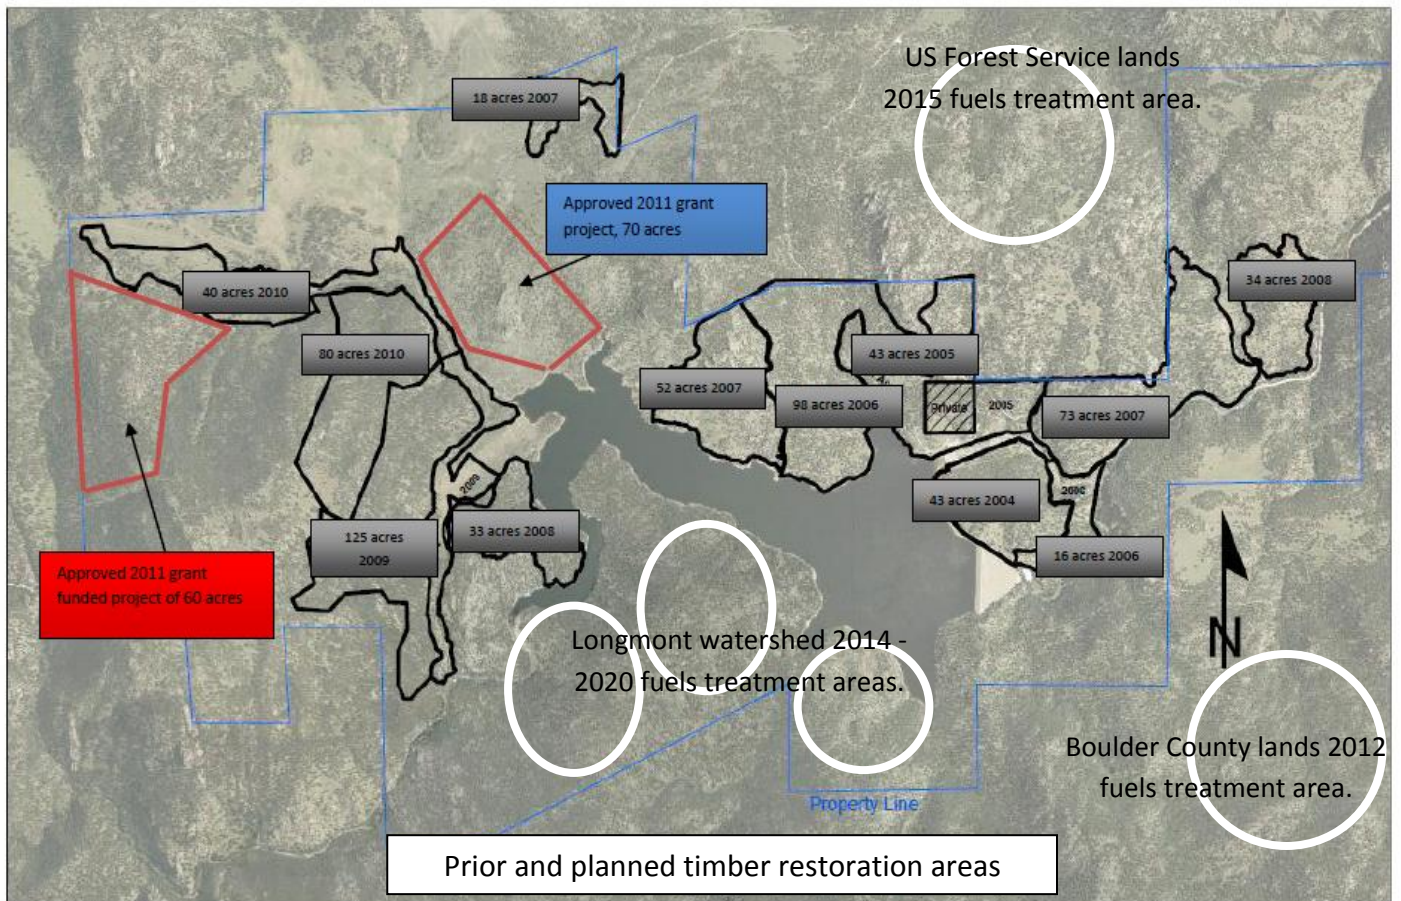 US Forest Service lands
2015 fuels treatment area.
18 acres 2007
Approved 2011 grant
project, 70 acres
40 acres 2010
34 acres 2008
80 acres 2010
43 acres 2005
52 acres 2007
98 acres 2006
Private
2005
73 acres 2007
2009
43 acres 2004
125 acres
2009
33 acres 2008
16 acres 2006
Approved 2011 grant
funded project of 60 acres
N
Longmont watershed 2014 -
2020 fuels treatment areas.
Boulder County lands 2012
fuels treatment area.
Property Line
Prior and planned timber restoration areas